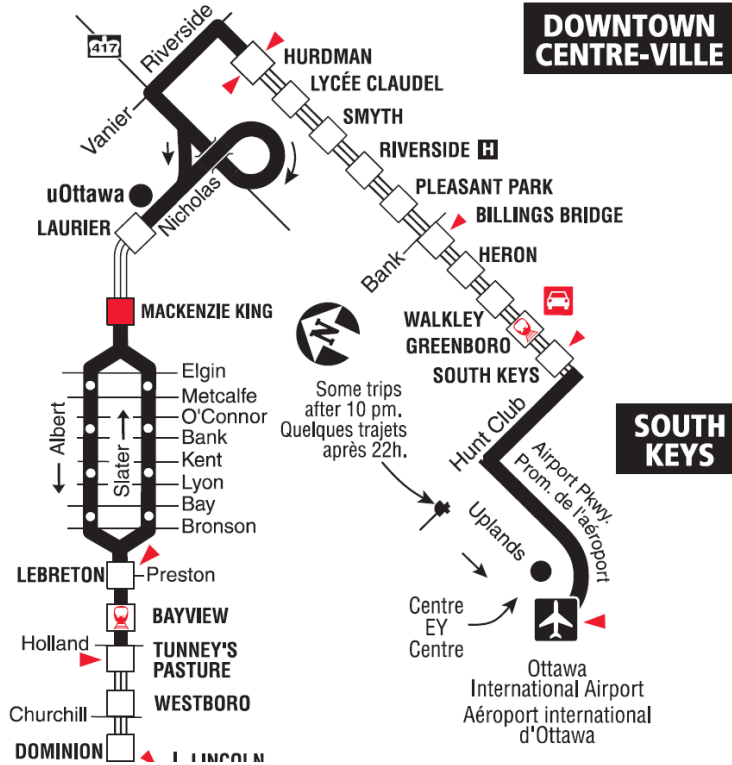 DOWNTOWN
CENTRE-VILLE
417
Riverside
HURDMAN
LYCÉE CLAUDEL
SMYTH
RIVERSIDE H
PLEASANT PARK
BILLINGS BRIDGE
HERON
Vanier
uOttawa
Nicholas
LAURIER
Bank
MACKENZIE KING
N
WALKLEY
GREENBORO
SOUTH KEYS
Elgin
Metcalfe
O'Connor
Bank
Kent
Lyon
Bay
Bronson
Albert
Slater
Some trips
after 10 pm.
Quelques trajets
après 22h.
Hunt Club
SOUTH
KEYS
Airport Pkwy.
Prom. de l'aéroport
Uplands
LEBRETON
Preston
BAYVIEW
Centre
EY
Centre
Holland
TUNNEY'S
PASTURE
Ottawa
International Airport
Aéroport international
d'Ottawa
WESTBORO
Churchill
DOMINION
LINCOLN